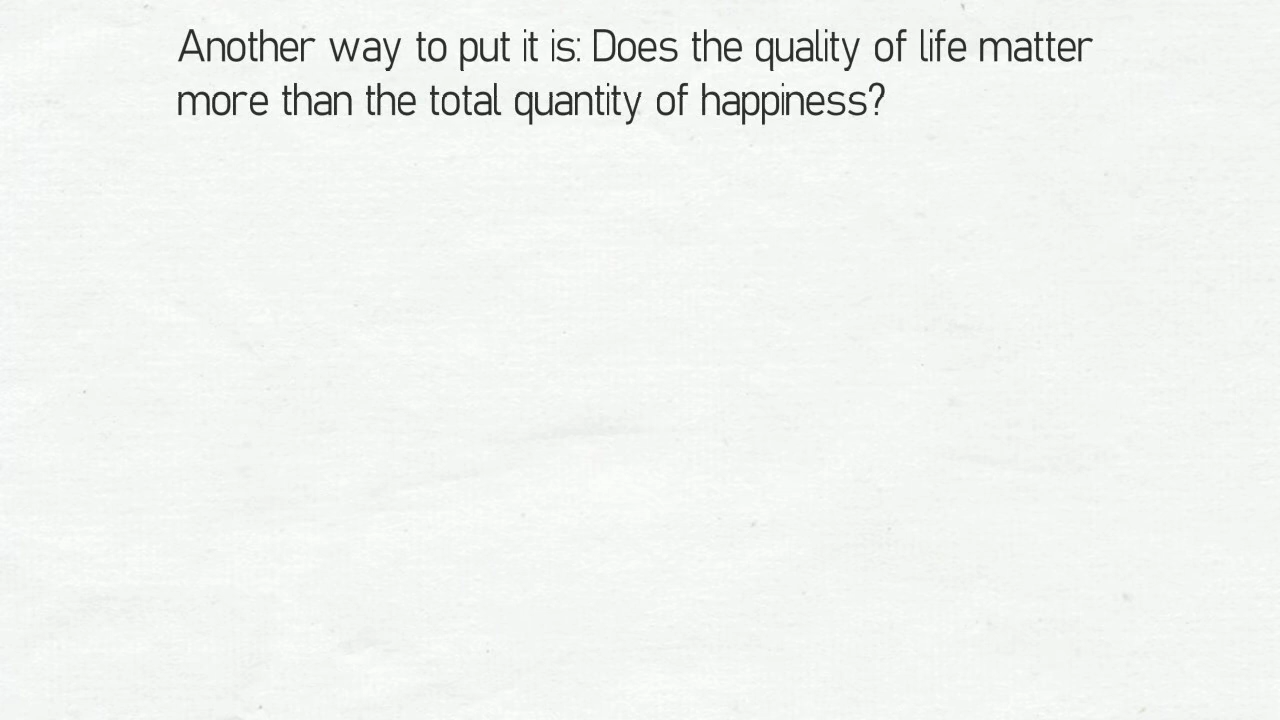 Another way to put it is: Does the quality of life matter
more than the total quantity of happiness?